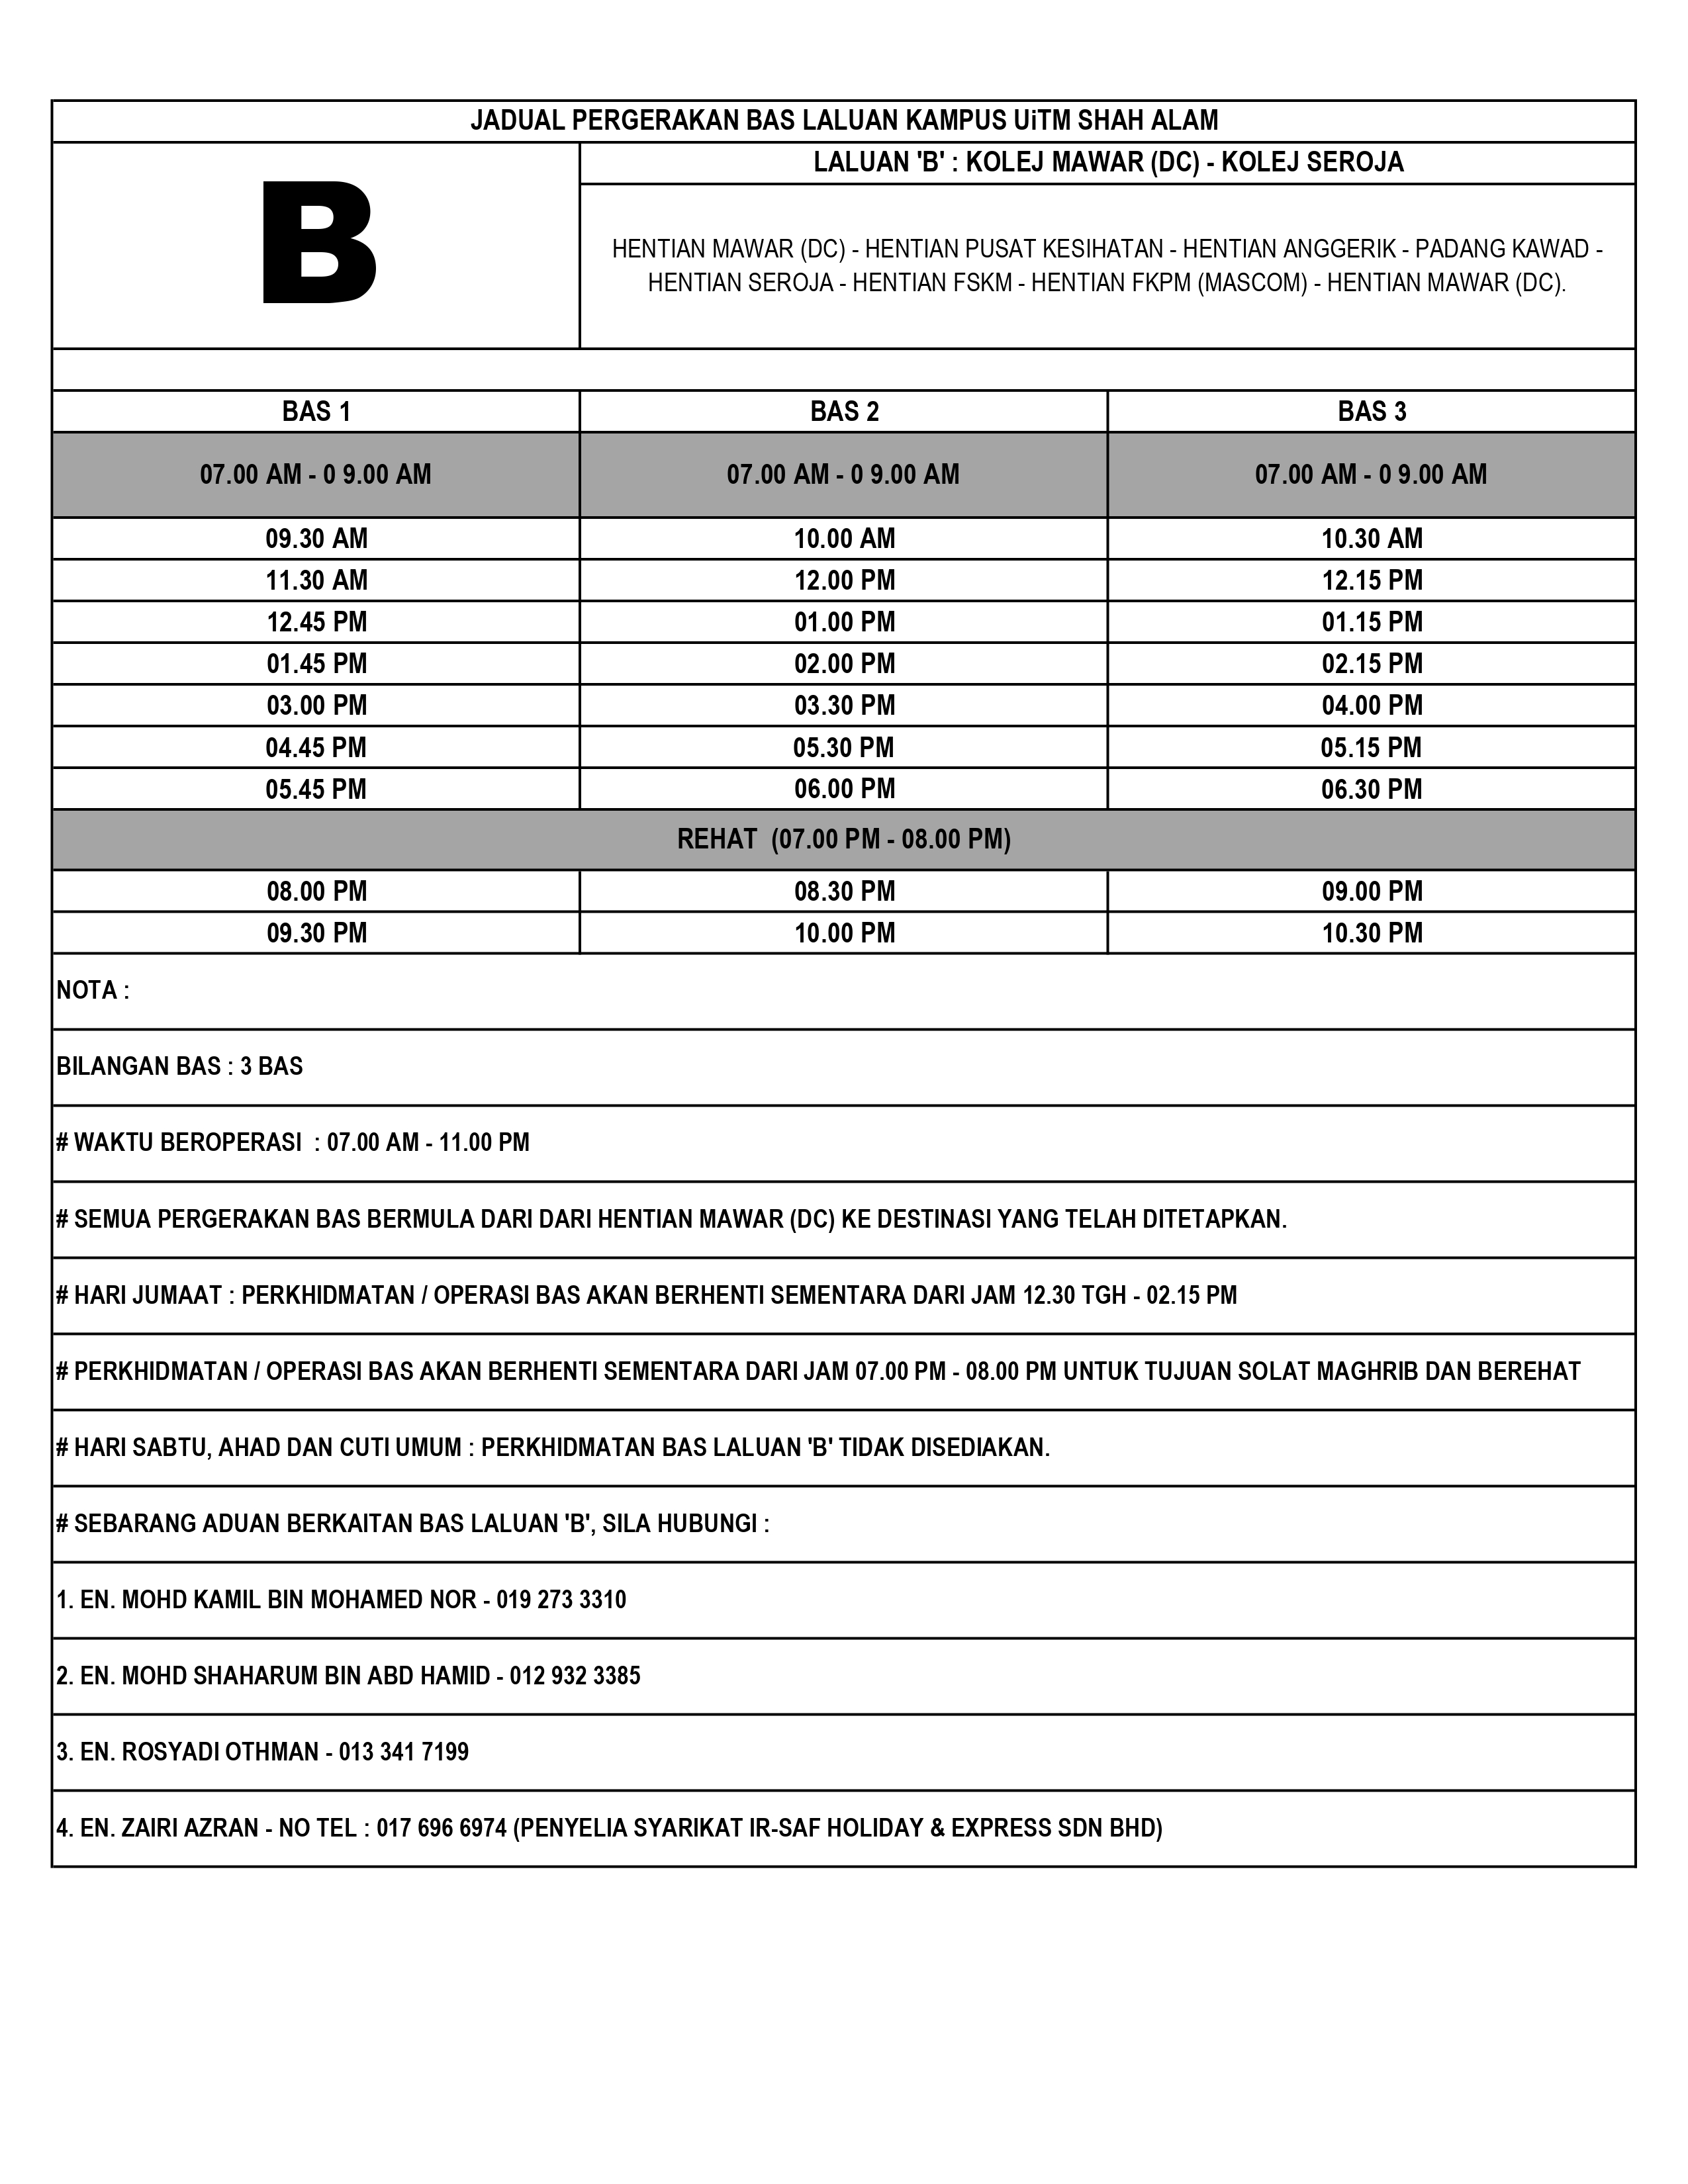 JADUAL PERGERAKAN BAS LALUAN KAMPUS UiTM SHAH ALAM
B
LALUAN 'B' : KOLEJ MAWAR (DC) - KOLEJ SEROJA
HENTIAN MAWAR (DC) - HENTIAN PUSAT KESIHATAN - HENTIAN ANGGERIK - PADANG KAWAD -
HENTIAN SEROJA - HENTIAN FSKM - HENTIAN FKPM (MASCOM) - HENTIAN MAWAR (DC).
BAS 1 BAS 2 BAS 3
07.00 AM - 0 9.00 AM 07.00 AM - 0 9.00 AM 07.00 AM - 0 9.00 AM
09.30 AM 10.00 AM 10.30 AM
11.30 AM 12.00 PM 12.15 PM
12.45 PM 01.00 PM 01.15 PM
01.45 PM 02.00 PM 02.15 PM
03.00 PM 03.30 PM 04.00 PM
04.45 PM 05.30 PM 05.15 PM
05.45 PM 06.00 PM 06.30 PM
REHAT (07.00 PM - 08.00 PM)
08.00 PM 08.30 PM 09.00 PM
09.30 PM 10.00 PM 10.30 PM
NOTA :
BILANGAN BAS : 3 BAS
# WAKTU BEROPERASI : 07.00 AM - 11.00 PM
# SEMUA PERGERAKAN BAS BERMULA DARI DARI HENTIAN MAWAR (DC) KE DESTINASI YANG TELAH DITETAPKAN.
# HARI JUMAAT : PERKHIDMATAN / OPERASI BAS AKAN BERHENTI SEMENTARA DARI JAM 12.30 TGH - 02.15 PM
# PERKHIDMATAN / OPERASI BAS AKAN BERHENTI SEMENTARA DARI JAM 07.00 PM - 08.00 PM UNTUK TUJUAN SOLAT MAGHRIB DAN BEREHAT
# HARI SABTU, AHAD DAN CUTI UMUM : PERKHIDMATAN BAS LALUAN 'B' TIDAK DISEDIAKAN.
# SEBARANG ADUAN BERKAITAN BAS LALUAN 'B', SILA HUBUNGI :
1. EN. MOHD KAMIL BIN MOHAMED NOR - 019 273 3310
2. EN. MOHD SHAHARUM BIN ABD HAMID - 012 932 3385
3. EN. ROSYADI OTHMAN - 013 341 7199
4. EN. ZAIRI AZRAN - NO TEL : 017 696 6974 (PENYELIA SYARIKAT IR-SAF HOLIDAY & EXPRESS SDN BHD)